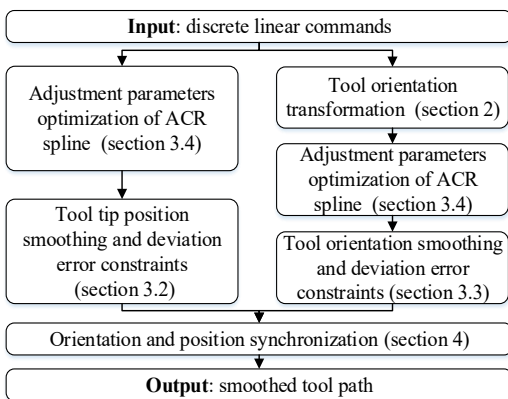 Input: discrete linear commands
Adjustment parameters
optimization of ACR
spline (section 3.4)
Tool tip position
smoothing and deviation
error constraints
(section 3.2)
Tool orientation
transformation (section 2)
Adjustment parameters
optimization of ACR
spline (section 3.4)
Tool orientation smoothing
and deviation error
constraints (section 3.3)
Orientation and position synchronization (section 4)
Output: smoothed tool path